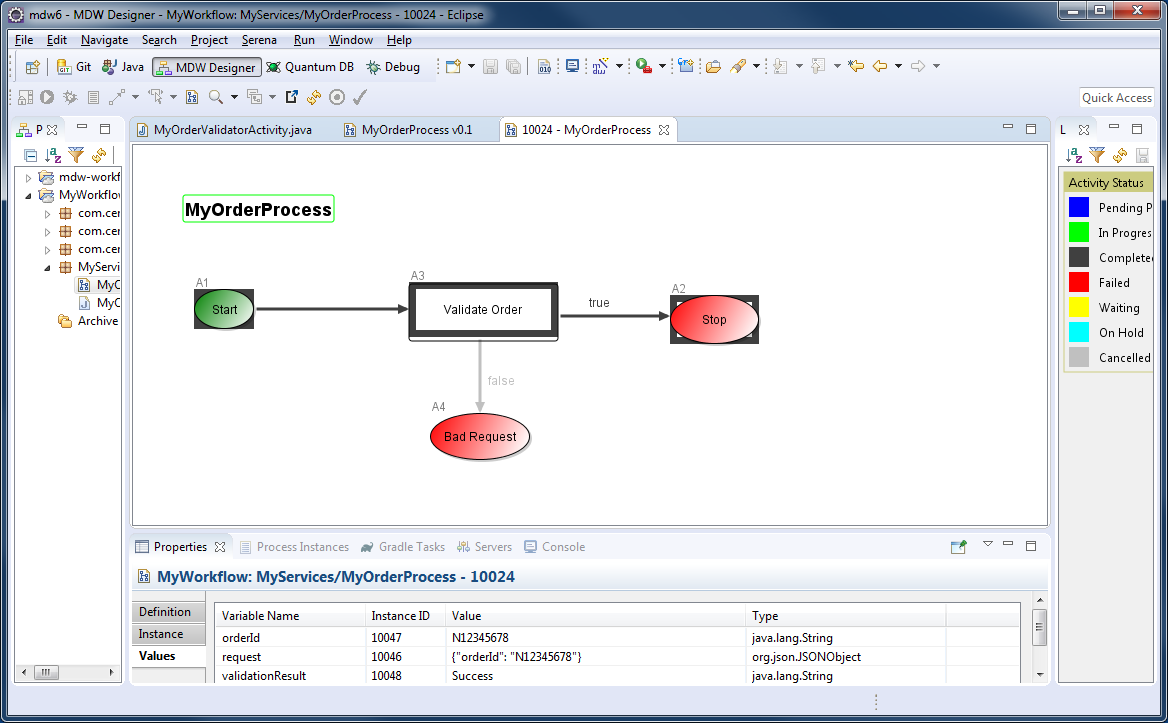 mdw6 - MDW Designer - MyWorkflow: MyServices/MyOrderProcess - 10024 - Eclipse
File Edit Navigate Search Project Serena Run Window Help
Git Java MDW Designer Quantum DB Debug
Quick Access
P
mdw-workf
MyWorkflov
com.cer
com.cer
com.cer
MyServi
MyC
MyC
Archive
MyOrderValidatorActivity.java MyOrderProcess v0.1 10024 - MyOrderProcess
MyOrderProcess
A1
Start
A3
Validate Order
true
A2
Stop
false
A4
Bad Request
L
Activity Status
Pending P
In Progres
Complete
Failed
Waiting
On Hold
Cancelled
Properties Process Instances Gradle Tasks Servers Console
MyWorkflow: MyServices/MyOrderProcess - 10024
Definition
Instance
Values
Variable Name Instance ID Value Type
orderId 10047 N12345678 java.lang.String
request 10046 {"orderId": "N12345678"} org.json.JSONObject
validationResult 10048 Success java.lang.String